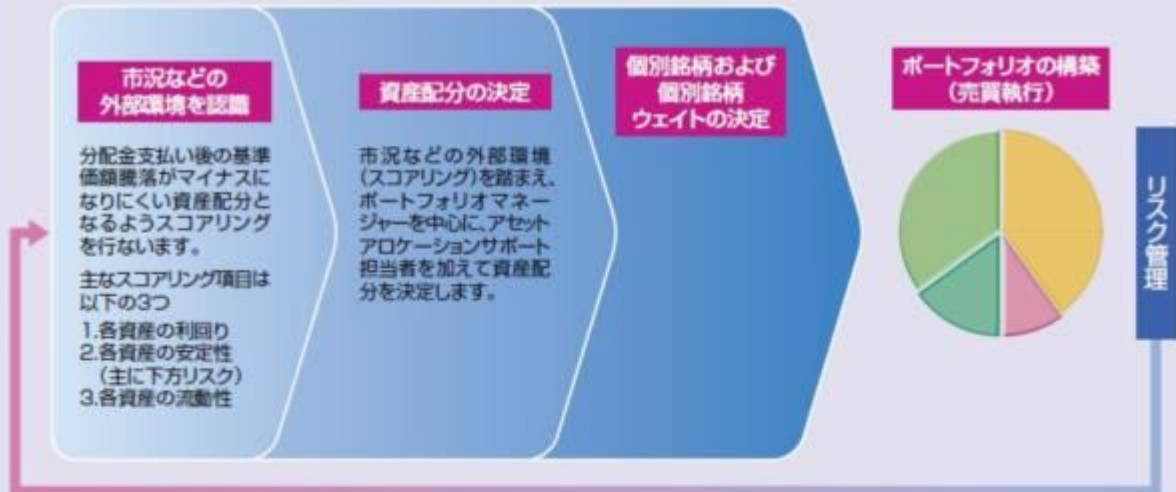 市況などの
外部環境を認識
分配金支払い後の基準
価額騰落がマイナスに
なりにくい資産配分と
なるようスコアリング
を行ないます。
主なスコアリング項目は
以下の3つ
1.各資産の利回り
2.各資産の安定性
（主に下方リスク）
3.各資産の流動性
資産配分の決定
市況などの外部環境
（スコアリング）を踏まえ、
ポートフォリオマネー
ジャーを中心に、アセット
アロケーションサポート
担当者を加えて資産配
分を決定します。
個別銘柄および
個別銘柄
ウェイトの決定
ポートフォリオの構築
（売買執行）
リスク管理